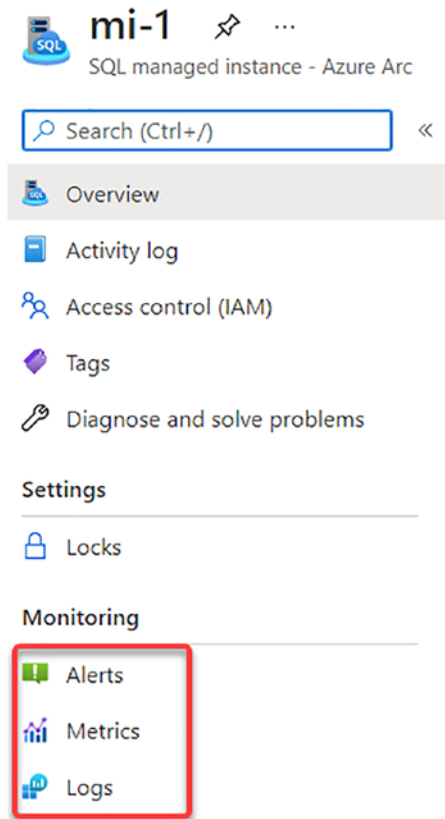 mi-1
...
SQL managed instance - Azure Arc
Search (Ctrl+/)
«
SQL
Overview
Activity log
Access control (IAM)
Tags
Diagnose and solve problems
Settings
Locks
Monitoring
Alerts
Metrics
Logs